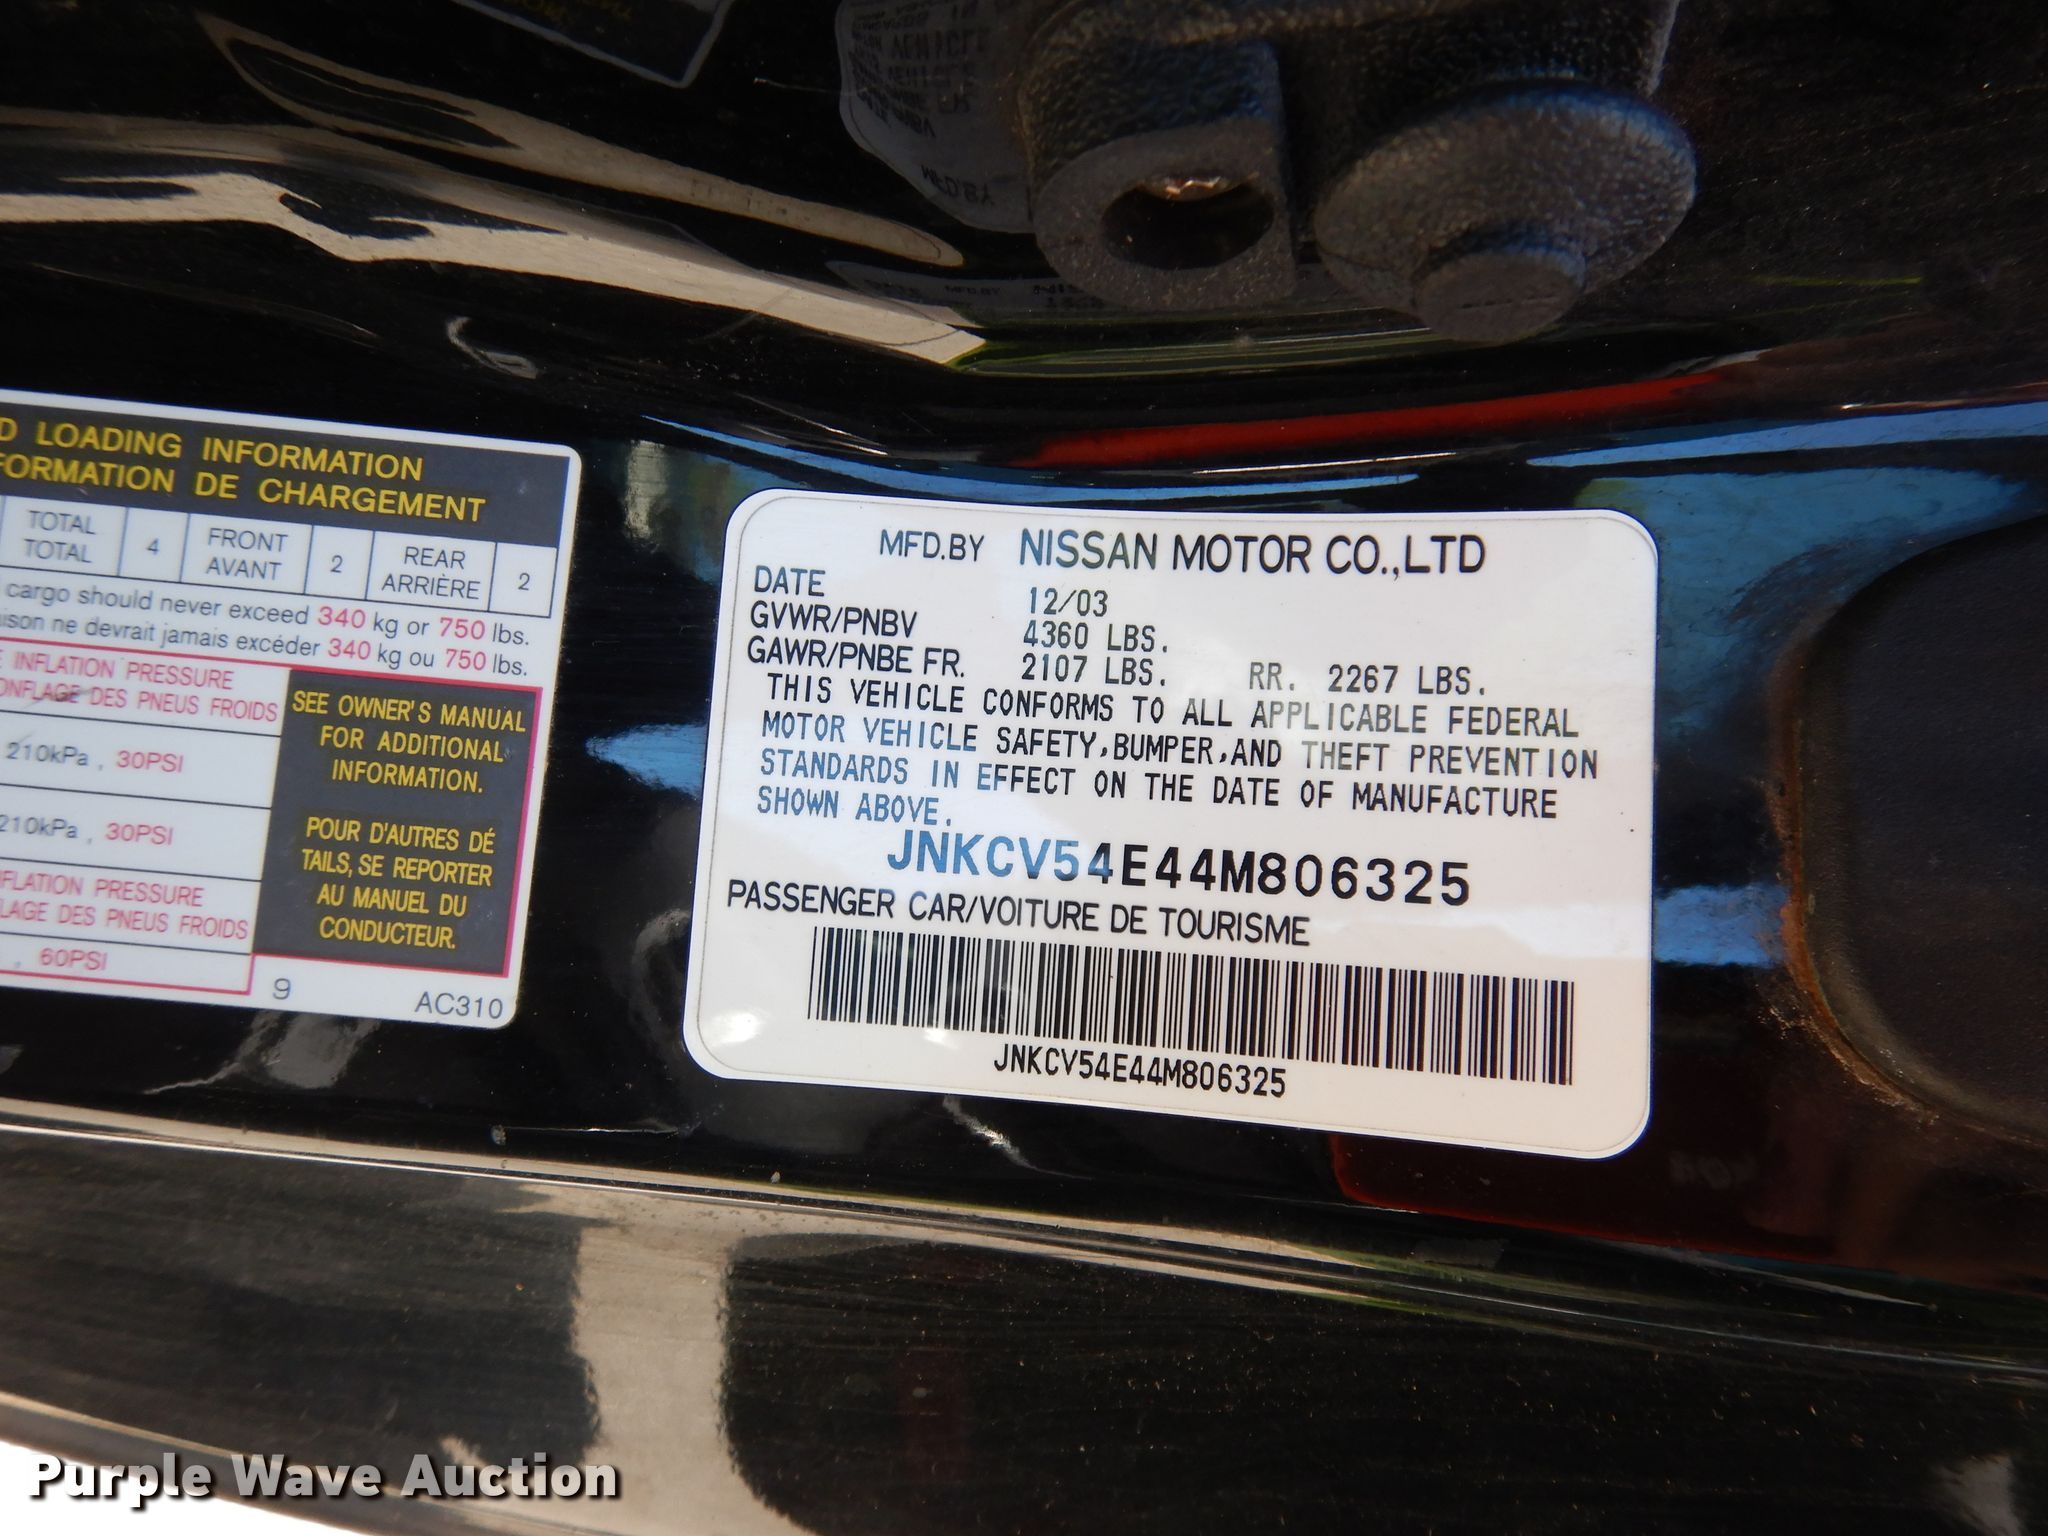 D LOADING INFORMATION
FORMATION DE CHARGEMENT
TOTAL
TOTAL
4
FRONT
AVANT
2
REAR
ARRIÈRE
2
cargo should never exceed 340 kg or 750 lbs.
ne devrait jamais excéder 340 kg ou 750 lbs.
INFLATION PRESSURE
DES PNEUS FROIDS
210kPa , 30PSI
210kPa , 30PSI
FLATION PRESSURE
LAGE DES PNEUS FROIDS
, 60PSI
SEE OWNER'S MANUAL
FOR ADDITIONAL
INFORMATION.
POUR D'AUTRES DÉ
TAILS, SE REPORTER
AU MANUEL DU
CONDUCTEUR.
9
AC310
MFD.BY NISSAN MOTOR CO.,LTD
DATE 12/03
GVWR/PNBV 4360 LBS.
GAWR/PNBE FR. 2107 LBS. RR. 2267 LBS.
THIS VEHICLE CONFORMS TO ALL APPLICABLE FEDERAL
MOTOR VEHICLE SAFETY,BUMPER,AND THEFT PREVENTION
STANDARDS IN EFFECT ON THE DATE OF MANUFACTURE
SHOWN ABOVE.
JNKCV54E44M806325
PASSENGER CAR/VOITURE DE TOURISME
JNKCV54E44M806325
Purple Wave Auction